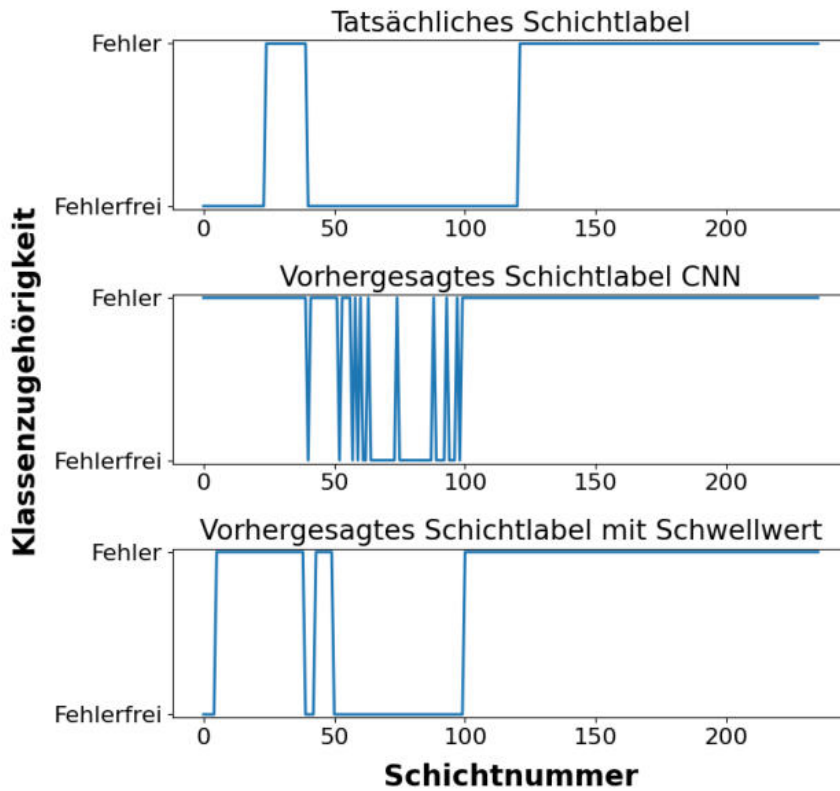 Tatsächliches Schichtlabel
Fehler
Fehlerfrei
0 50 100 150 200
Vorhergesagtes Schichtlabel CNN
Fehler
Fehlerfrei
0 50 100 150 200
Vorhergesagtes Schichtlabel mit Schwellwert
Fehler
Fehlerfrei
0 50 100 150 200
Klassenzugehörigkeit
Schichtnummer